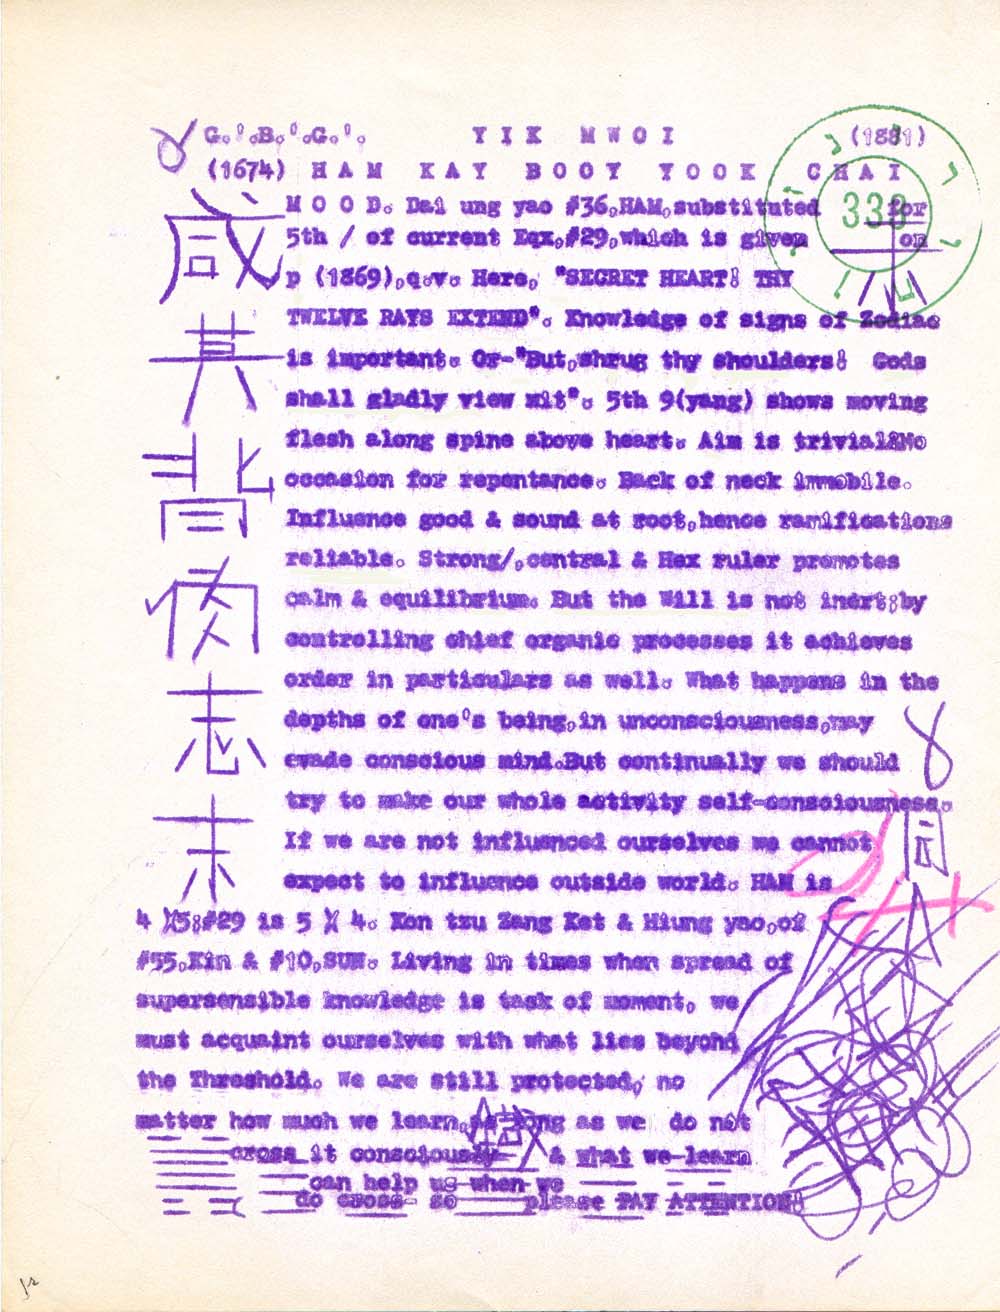 G.'.B.'.G.'. YIK MWOI (1881)
(1674) HAM KAY BOOY YOOK CHAI
338
MOOD. Dai ung yao #36,HAM,substituted for
5th / of current Eqx,#29,which is given on
p (1869),q.v. Here, "SECRET HEART! THY
TWELVE RAYS EXTEND". Knowledge of signs of Zodiac
is important. Or-"But,shrug thy shoulders! Gods
shall gladly view mit". 5th 9(yang) shows moving
flesh along spine above heart. Aim is trivial&No
occasion for repentance. Back of neck immobile.
Influence good & sound at root,hence ramifications
reliable. Strong/,central & Hex ruler promotes
calm & equilibrium. But the Will is not inert;by
controlling chief organic processes it achieves
order in particulars as well. What happens in the
depths of one's being,in unconsciousness,may
evade conscious mind.But continually we should
try to make our whole activity self-consciousness.
If we are not influenced ourselves we cannot
expect to influence outside world. HAM is
4 )(5;#29 is 5 )( 4. Kon tzu Zang Ket & Hiung yao,of
#55,Kin & #10,SUN. Living in times when spread of
supersensible knowledge is task of moment, we
must acquaint ourselves with what lies beyond
the Threshold. We are still protected, no
matter how much we learn,as long as we do not
cross it consciously & what we learn
can help us when we
do cross so please PAY ATTENTION!
咸
其
背
肉
志
末